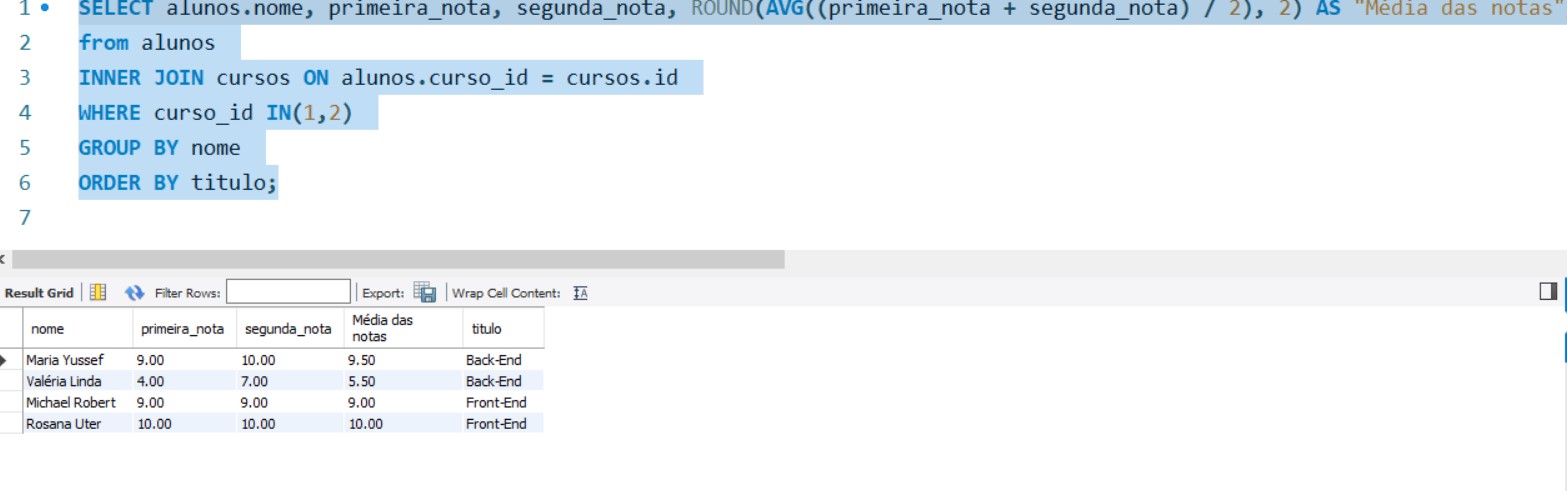 1 SELECT alunos.nome, primeira_nota, segunda_nota, ROUND(AVG((primeira_nota + segunda_nota) / 2), 2) AS "Média das notas"
2 from alunos
3 INNER JOIN cursos ON alunos.curso_id = cursos.id
4 WHERE curso_id IN(1,2)
5 GROUP BY nome
6 ORDER BY titulo;
7
Result Grid Filter Rows: Export: Wrap Cell Content: IA
nome primeira_nota segunda_nota Média das notas titulo
Maria Yussef 9.00 10.00 9.50 Back-End
Valéria Linda 4.00 7.00 5.50 Back-End
Michael Robert 9.00 9.00 9.00 Front-End
Rosana Uter 10.00 10.00 10.00 Front-End